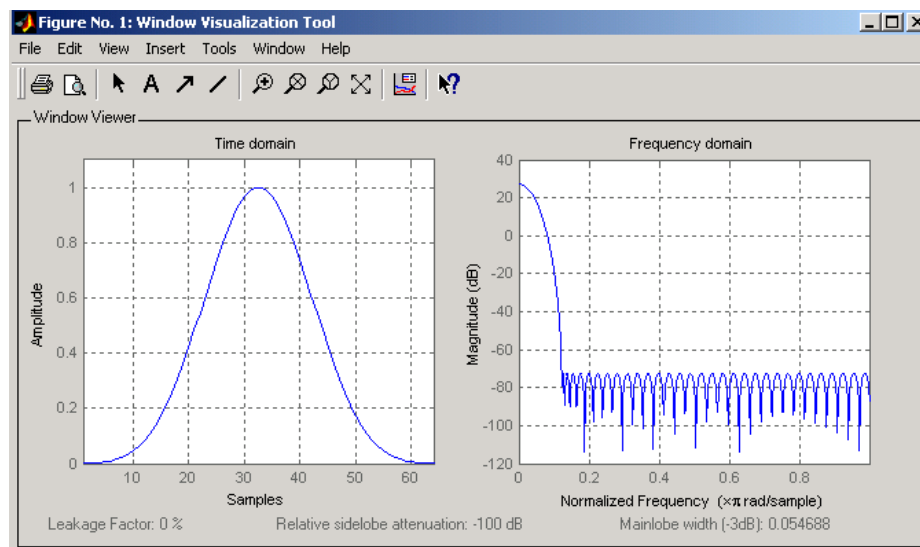 Figure No. 1: Window Visualization Tool
File Edit View Insert Tools Window Help
A
Window Viewer
Time domain
Amplitude
1
0.8
0.6
0.4
0.2
0
10 20 30 40 50 60
Samples
Frequency domain
Magnitude (dB)
40
20
0
-20
-40
-60
-80
-100
-120
0 0.2 0.4 0.6 0.8
Normalized Frequency (×π rad/sample)
Leakage Factor: 0 % Relative sidelobe attenuation: -100 dB Mainlobe width (-3dB): 0.054688